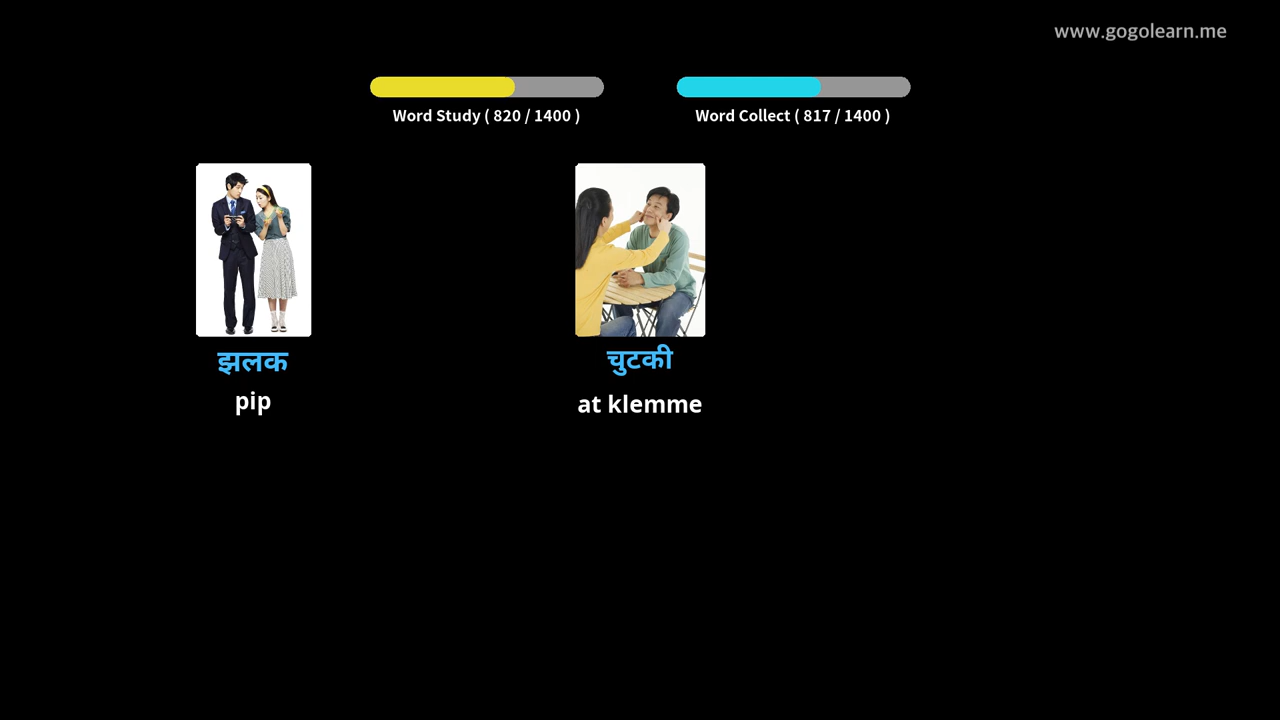 www.gogolearn.me
Word Study ( 820 / 1400 )
Word Collect ( 817 / 1400 )
झलक
pip
चुटकी
at klemme